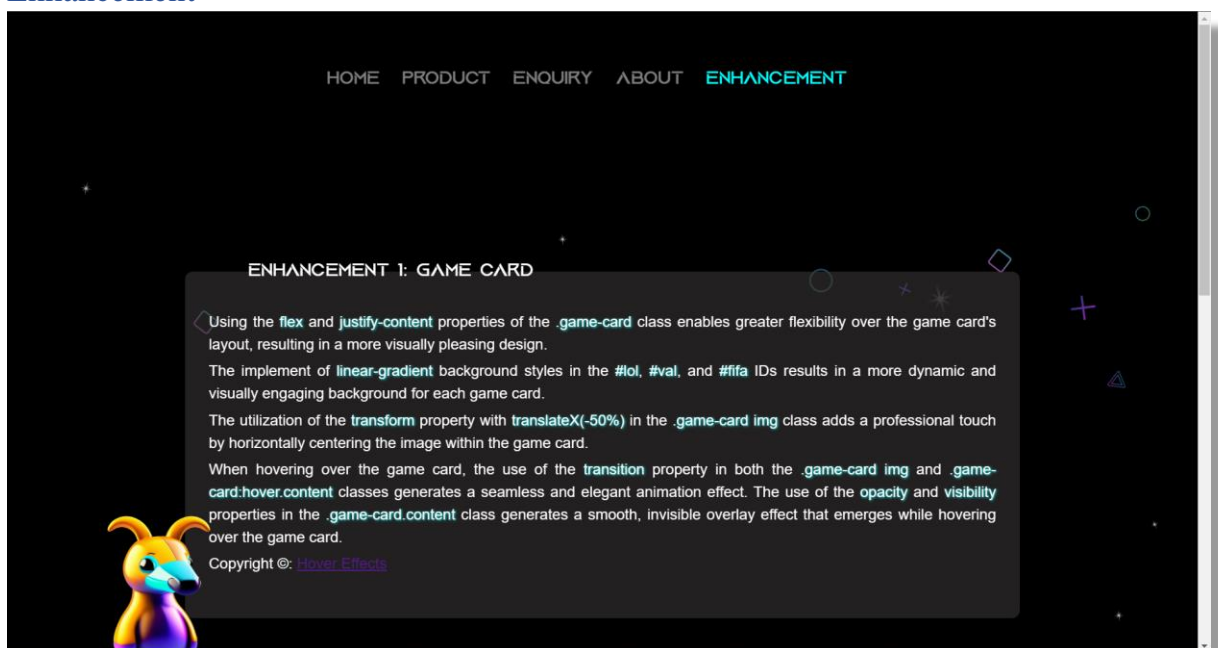 HOME PRODUCT ENQUIRY ABOUT ENHANCEMENT
ENHANCEMENT 1: GAME CARD
Using the flex and justify-content properties of the .game-card class enables greater flexibility over the game card's
layout, resulting in a more visually pleasing design.
The implement of linear-gradient background styles in the #lol, #val, and #fifa IDs results in a more dynamic and
visually engaging background for each game card.
The utilization of the transform property with translateX(-50%) in the .game-card img class adds a professional touch
by horizontally centering the image within the game card.
When hovering over the game card, the use of the transition property in both the .game-card img and .game-
card:hover.content classes generates a seamless and elegant animation effect. The use of the opacity and visibility
properties in the .game-card.content class generates a smooth, invisible overlay effect that emerges while hovering
over the game card.
Copyright ©: Hover Effects